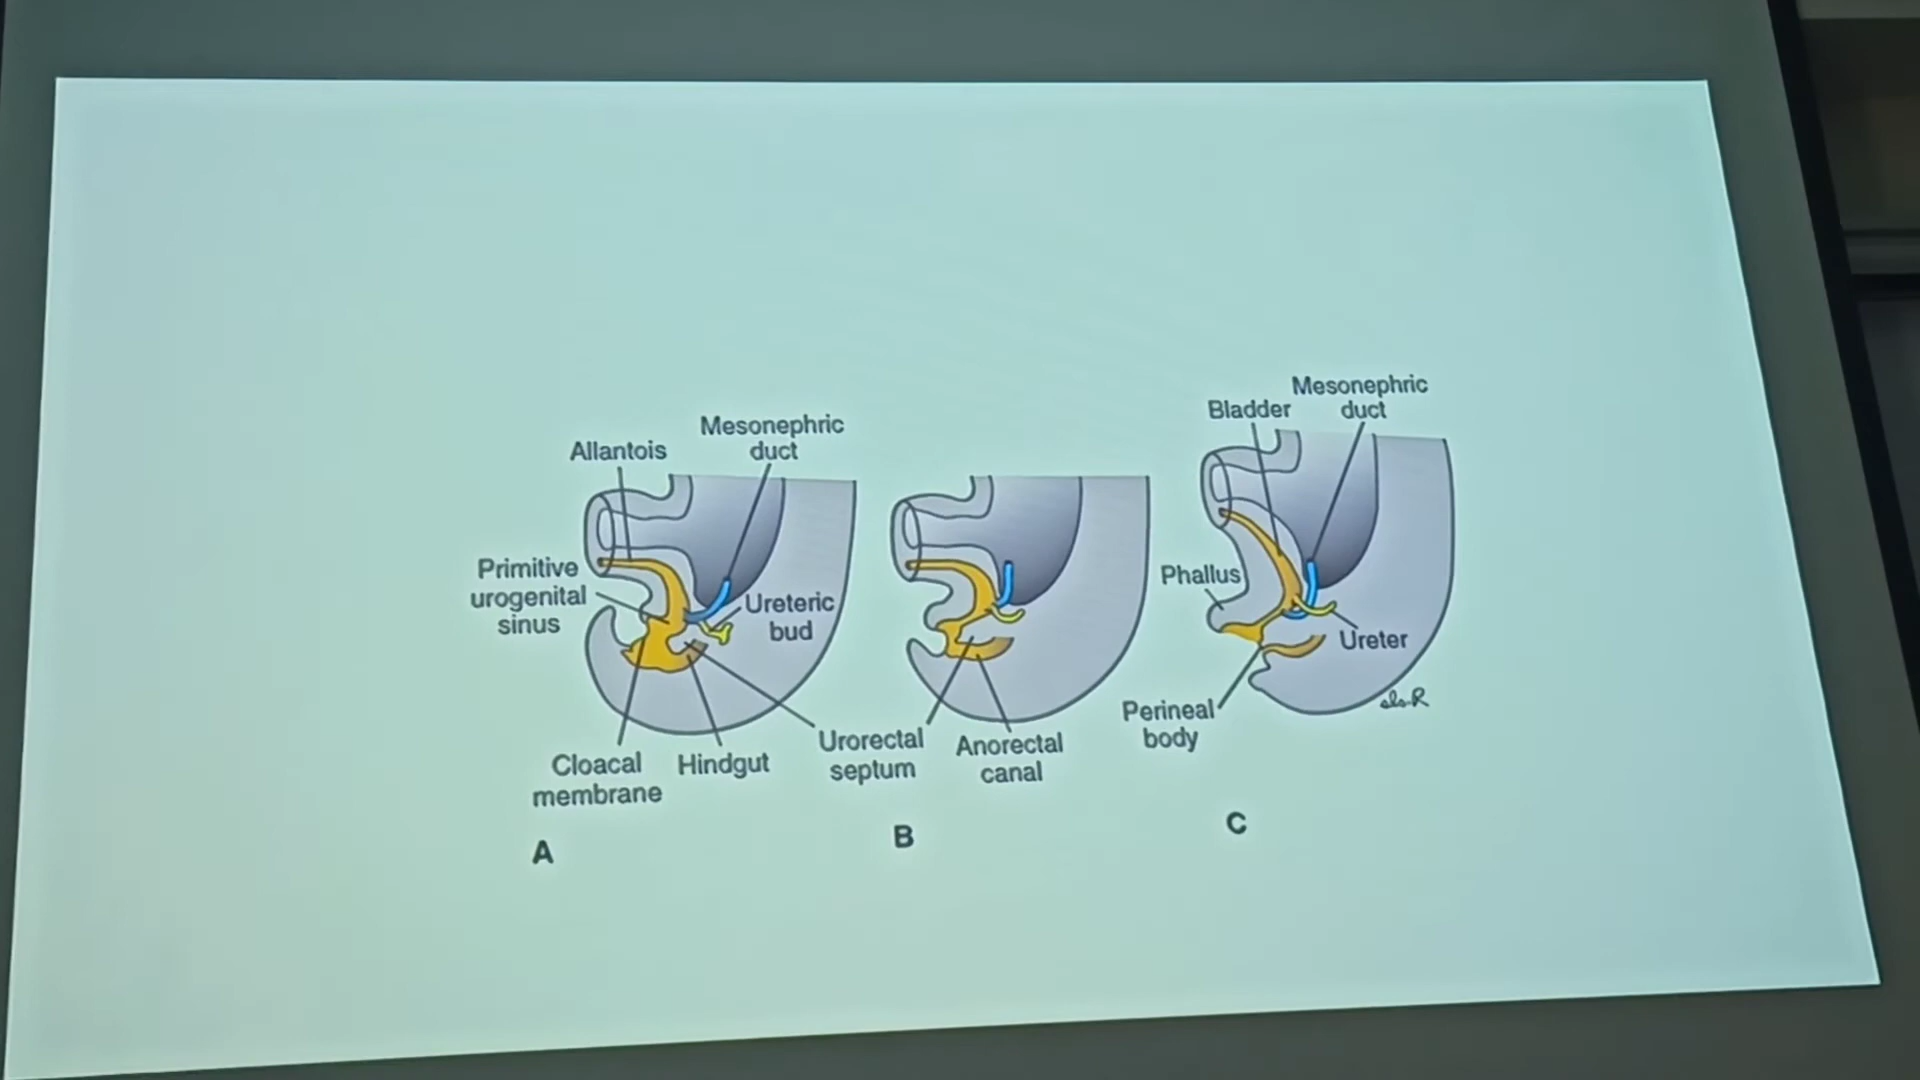 Allantois
Mesonephric
duct
Primitive
urogenital
sinus
Ureteric
bud
Cloacal
membrane
Hindgut
Urorectal
septum
A
Anorectal
canal
B
Bladder
Mesonephric
duct
Phallus
Ureter
Perineal
body
C